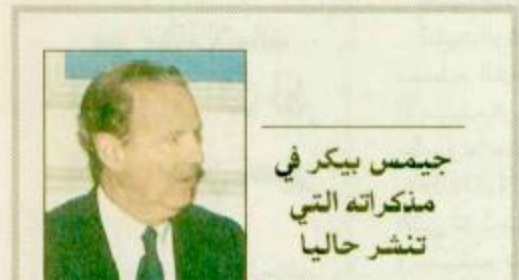 جيمس بيكر في
مذكراته التي
تنشر حاليا